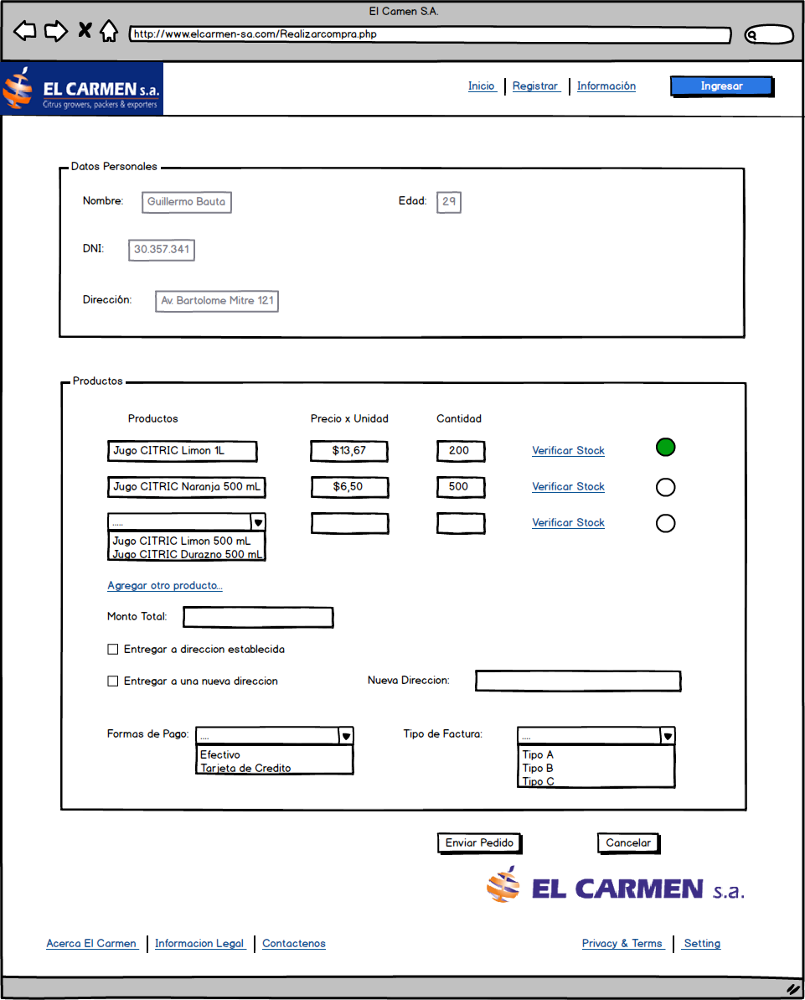 El Camen S.A.
http://www.elcarmen-sa.com/Realizarcompra.php
EL CARMEN s.a.
Citrus growers, packers & exporters
Inicio Registrar Información Ingresar
Datos Personales
Nombre: Guillermo Bauta Edad: 29
DNI: 30.357.341
Dirección: Av. Bartolome Mitre 121
Productos
Productos Precio x Unidad Cantidad
Jugo CITRIC Limon 1L $13,67 200 Verificar Stock
Jugo CITRIC Naranja 500 mL $6,50 500 Verificar Stock
..... Verificar Stock
Jugo CITRIC Limon 500 mL
Jugo CITRIC Durazno 500 mL
Agregar otro producto...
Monto Total:
Entregar a direccion establecida
Entregar a una nueva direccion Nueva Direccion:
Formas de Pago: .... Tipo de Factura: ....
Efectivo Tipo A
Tarjeta de Credito Tipo B
Tipo C
Enviar Pedido Cancelar
EL CARMEN s.a.
Acerca El Carmen Informacion Legal Contactenos Privacy & Terms Setting